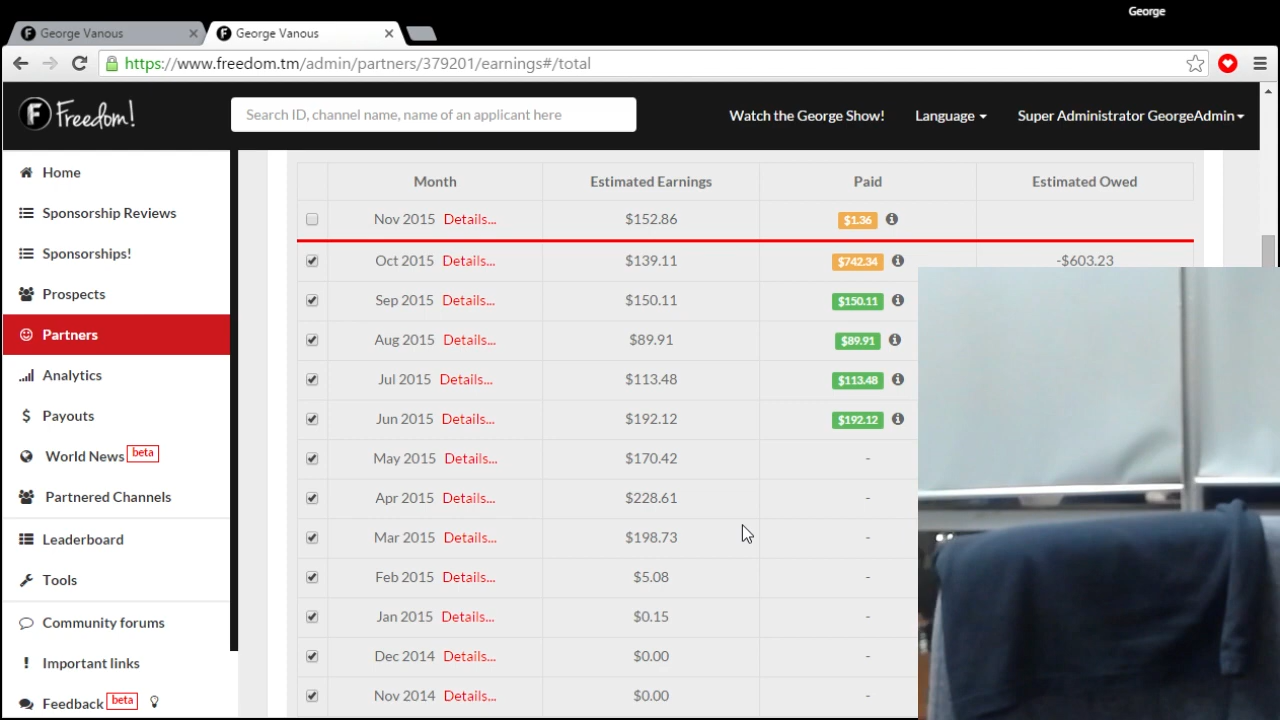 George
George Vanous
George Vanous
https://www.freedom.tm/admin/partners/379201/earnings#/total
F Freedom!
Search ID, channel name, name of an applicant here
Watch the George Show!
Language
Super Administrator GeorgeAdmin
Home
Sponsorship Reviews
Sponsorships!
Prospects
Partners
Analytics
Payouts
World News beta
Partnered Channels
Leaderboard
Tools
Community forums
Important links
Feedback beta
Month Estimated Earnings Paid Estimated Owed
Nov 2015 Details... $152.86 $1.36
Oct 2015 Details... $139.11 $742.34 -$603.23
Sep 2015 Details... $150.11 $150.11
Aug 2015 Details... $89.91 $89.91
Jul 2015 Details... $113.48 $113.48
Jun 2015 Details... $192.12 $192.12
May 2015 Details... $170.42 -
Apr 2015 Details... $228.61 -
Mar 2015 Details... $198.73 -
Feb 2015 Details... $5.08 -
Jan 2015 Details... $0.15 -
Dec 2014 Details... $0.00 -
Nov 2014 Details... $0.00 -